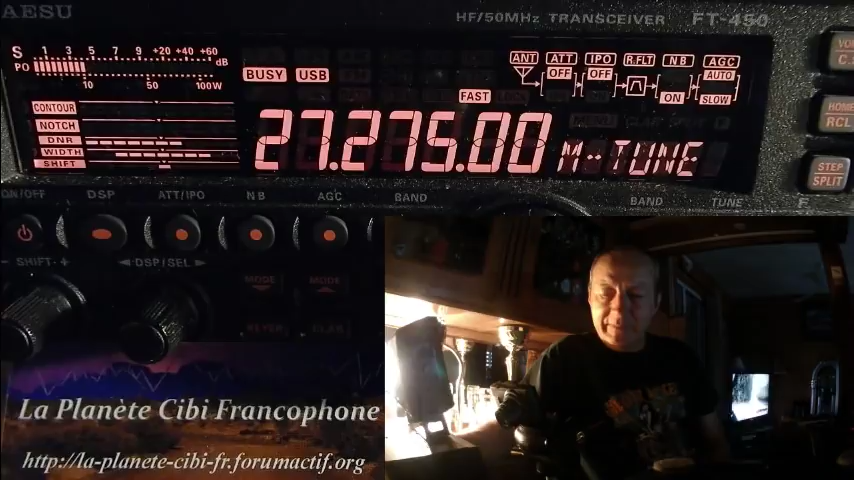 AESU
HF/50MHz TRANSCEIVER FT-450
S 1 3 5 7 9 +20 +40 +60 dB
PO 10 50 100W
BUSY USB
ANT ATT IPO R.FLT NB AGC
OFF OFF AUTO
ON SLOW
FAST
27.275.00 M-TUNE
CONTOUR
NOTCH
DNR
WIDTH
SHIFT
HOME
RCL
STEP
SPLIT
ON/OFF DSP ATT/IPO NB AGC BAND BAND TUNE F
SHIFT DSP/SEL
MODE MODE
La Planète Cibi Francophone
http://la-planete-cibi-fr.forumactif.org